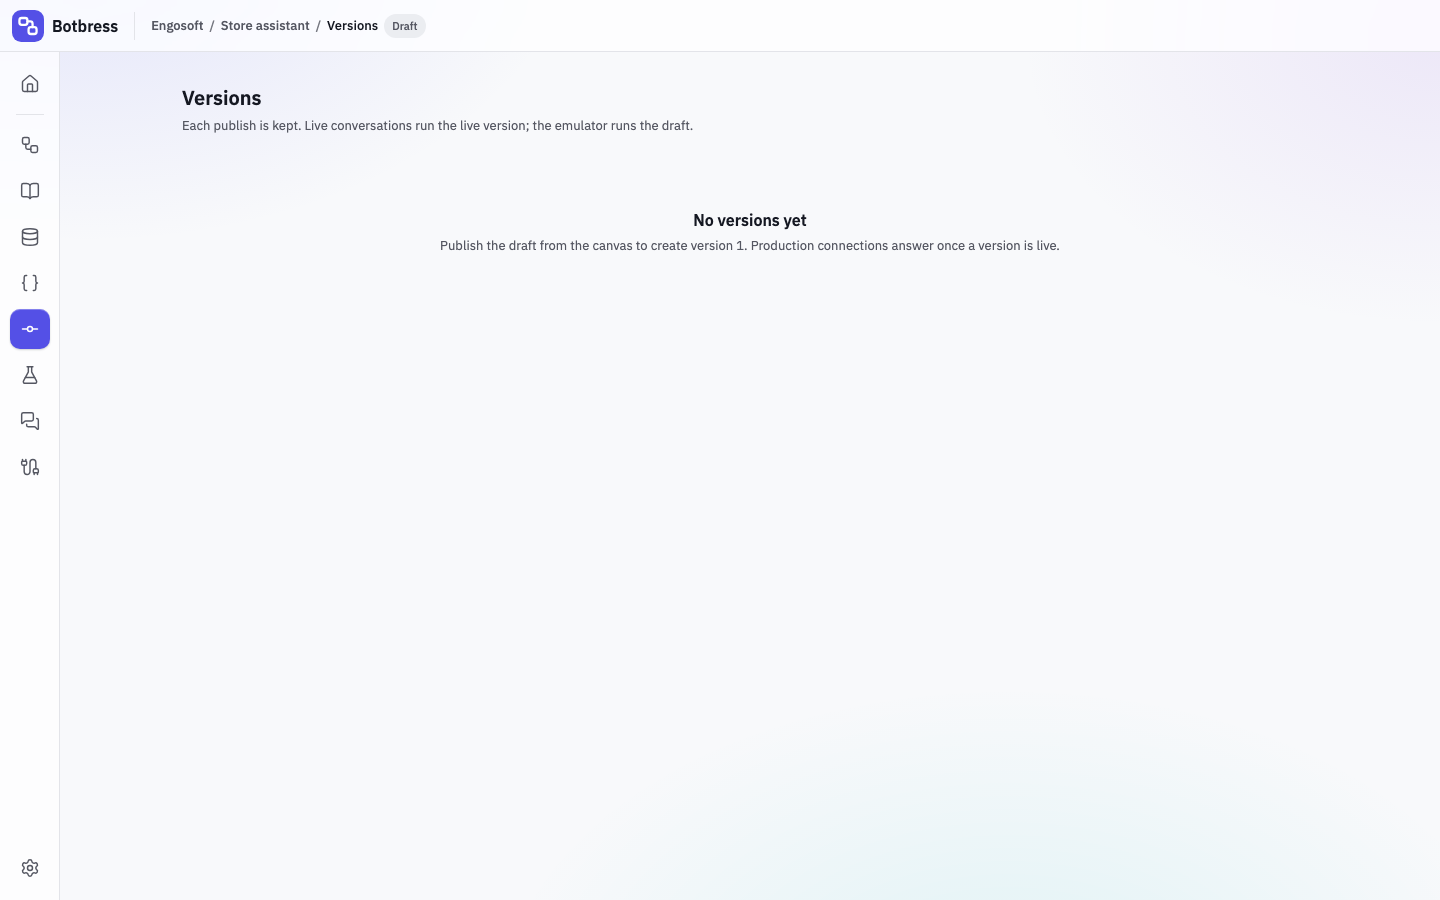 Botbress
Engosoft / Store assistant / Versions Draft
Versions
Each publish is kept. Live conversations run the live version; the emulator runs the draft.
No versions yet
Publish the draft from the canvas to create version 1. Production connections answer once a version is live.